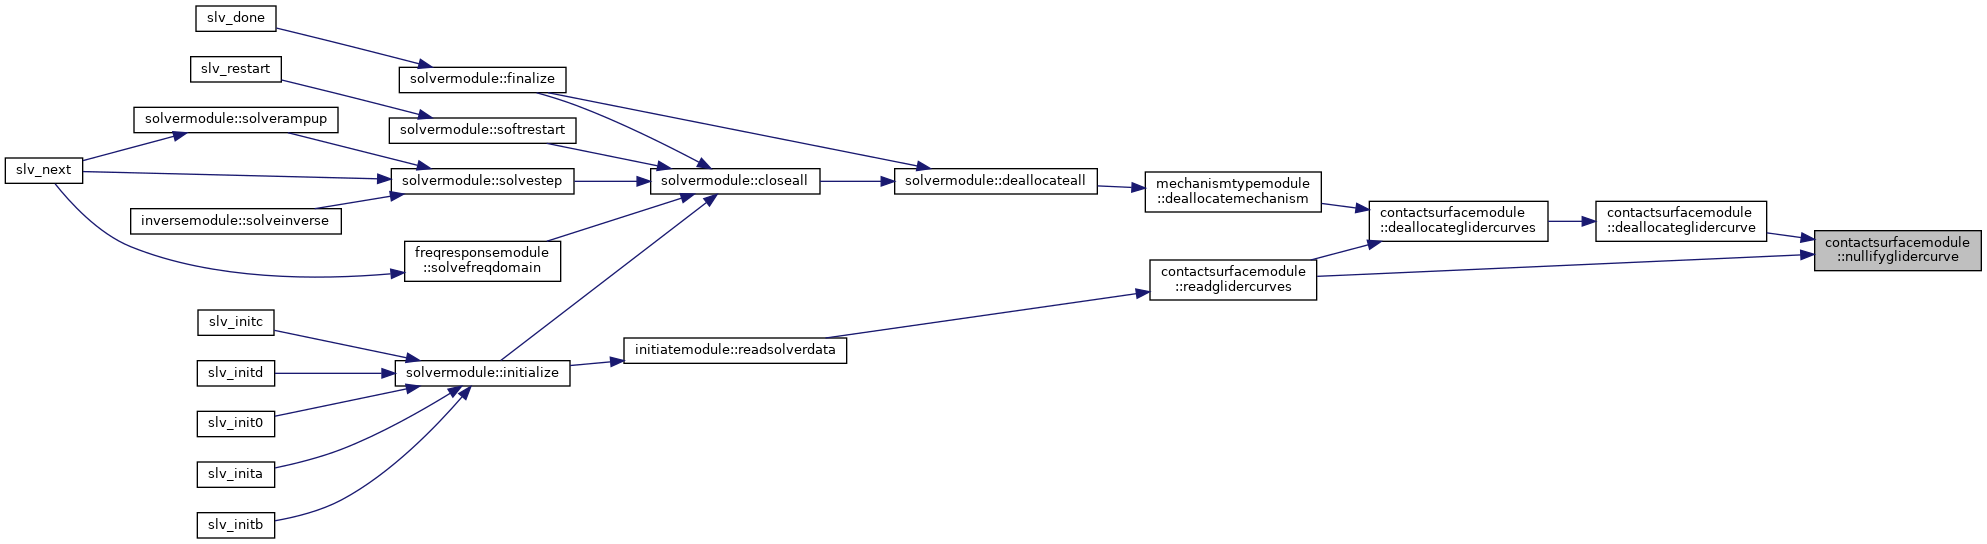 slv_done
slv_restart
solvermodule::finalize
solvermodule::solverampup
solvermodule::softrestart
slv_next
solvermodule::solvestep
solvermodule::closeall
solvermodule::deallocateall
mechanismtypemodule
::deallocatemechanism
contactsurfacemodule
::deallocateglidercurves
contactsurfacemodule
::deallocateglidercurve
contactsurfacemodule
::nullifyglidercurve
inversemodule::solveinverse
freqresponsemodule
::solvefreqdomain
contactsurfacemodule
::readglidercurves
slv_initc
initiatemodule::readsolverdata
slv_initd
solvermodule::initialize
slv_init0
slv_inita
slv_initb